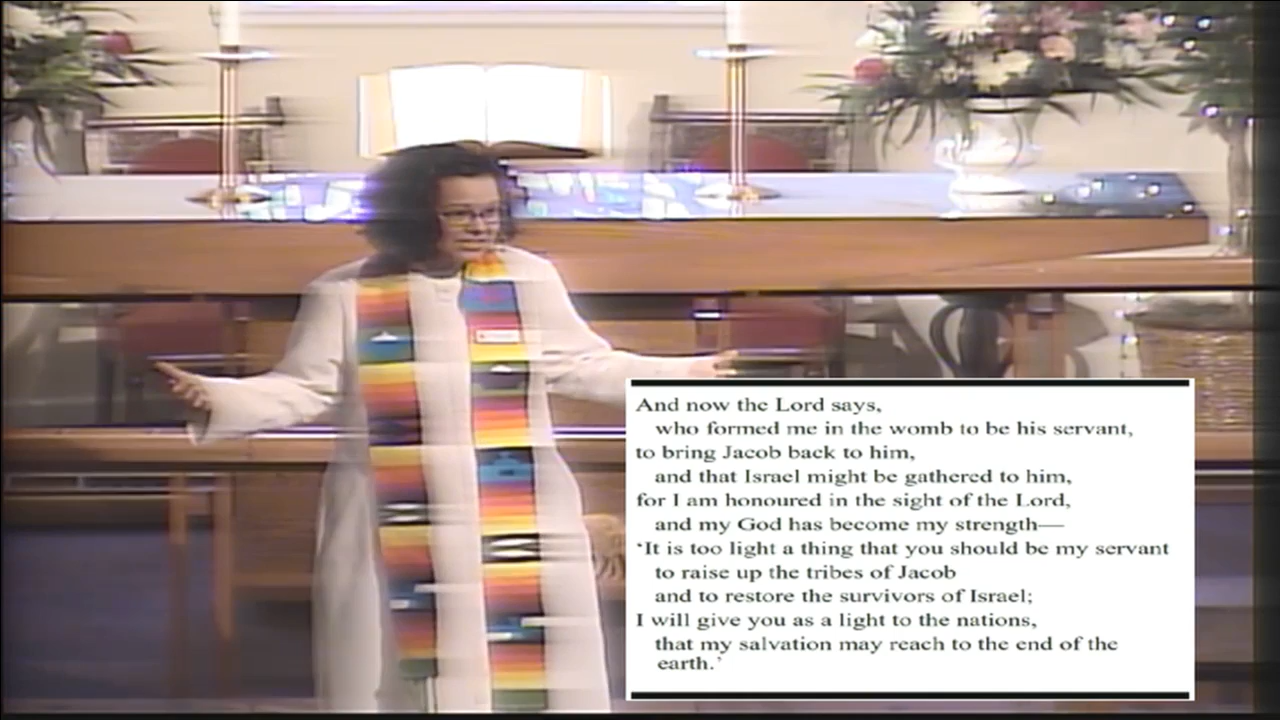 And now the Lord says,
who formed me in the womb to be his servant,
to bring Jacob back to him,
and that Israel might be gathered to him,
for I am honoured in the sight of the Lord,
and my God has become my strength—
‘It is too light a thing that you should be my servant
to raise up the tribes of Jacob
and to restore the survivors of Israel;
I will give you as a light to the nations,
that my salvation may reach to the end of the
earth.’